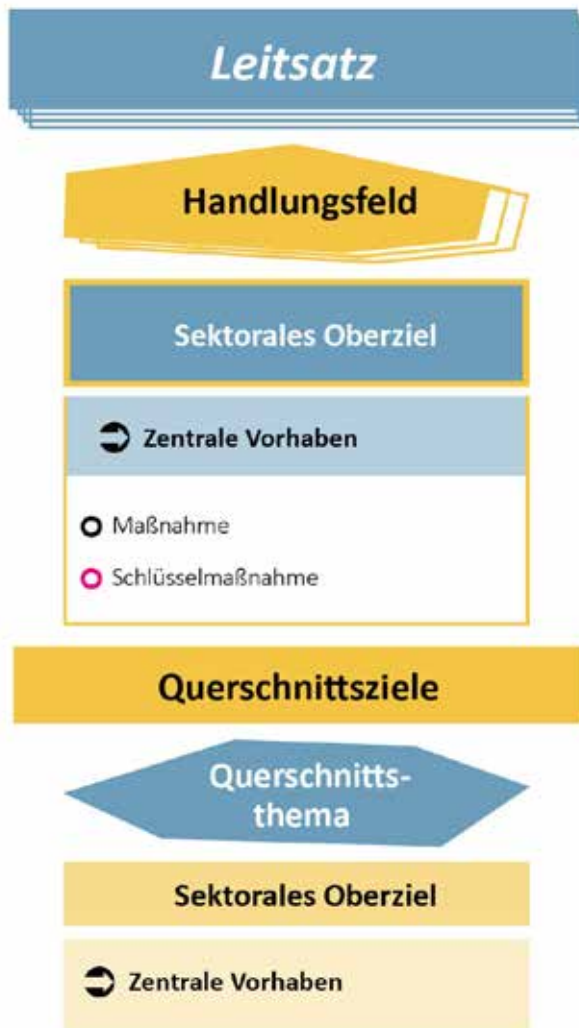 Leitsatz
Handlungsfeld
Sektorales Oberziel
Zentrale Vorhaben
Maßnahme
Schlüsselmaßnahme
Querschnittsziele
Querschnitts-
thema
Sektorales Oberziel
Zentrale Vorhaben